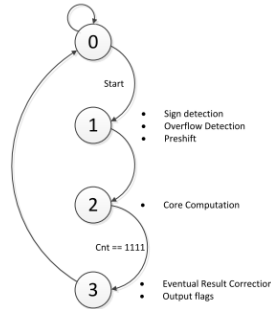 0
Start
1
• Sign detection
• Overflow Detection
• Preshift
2
• Core Computation
Cnt == 1111
3
• Eventual Result Correction
• Output flags